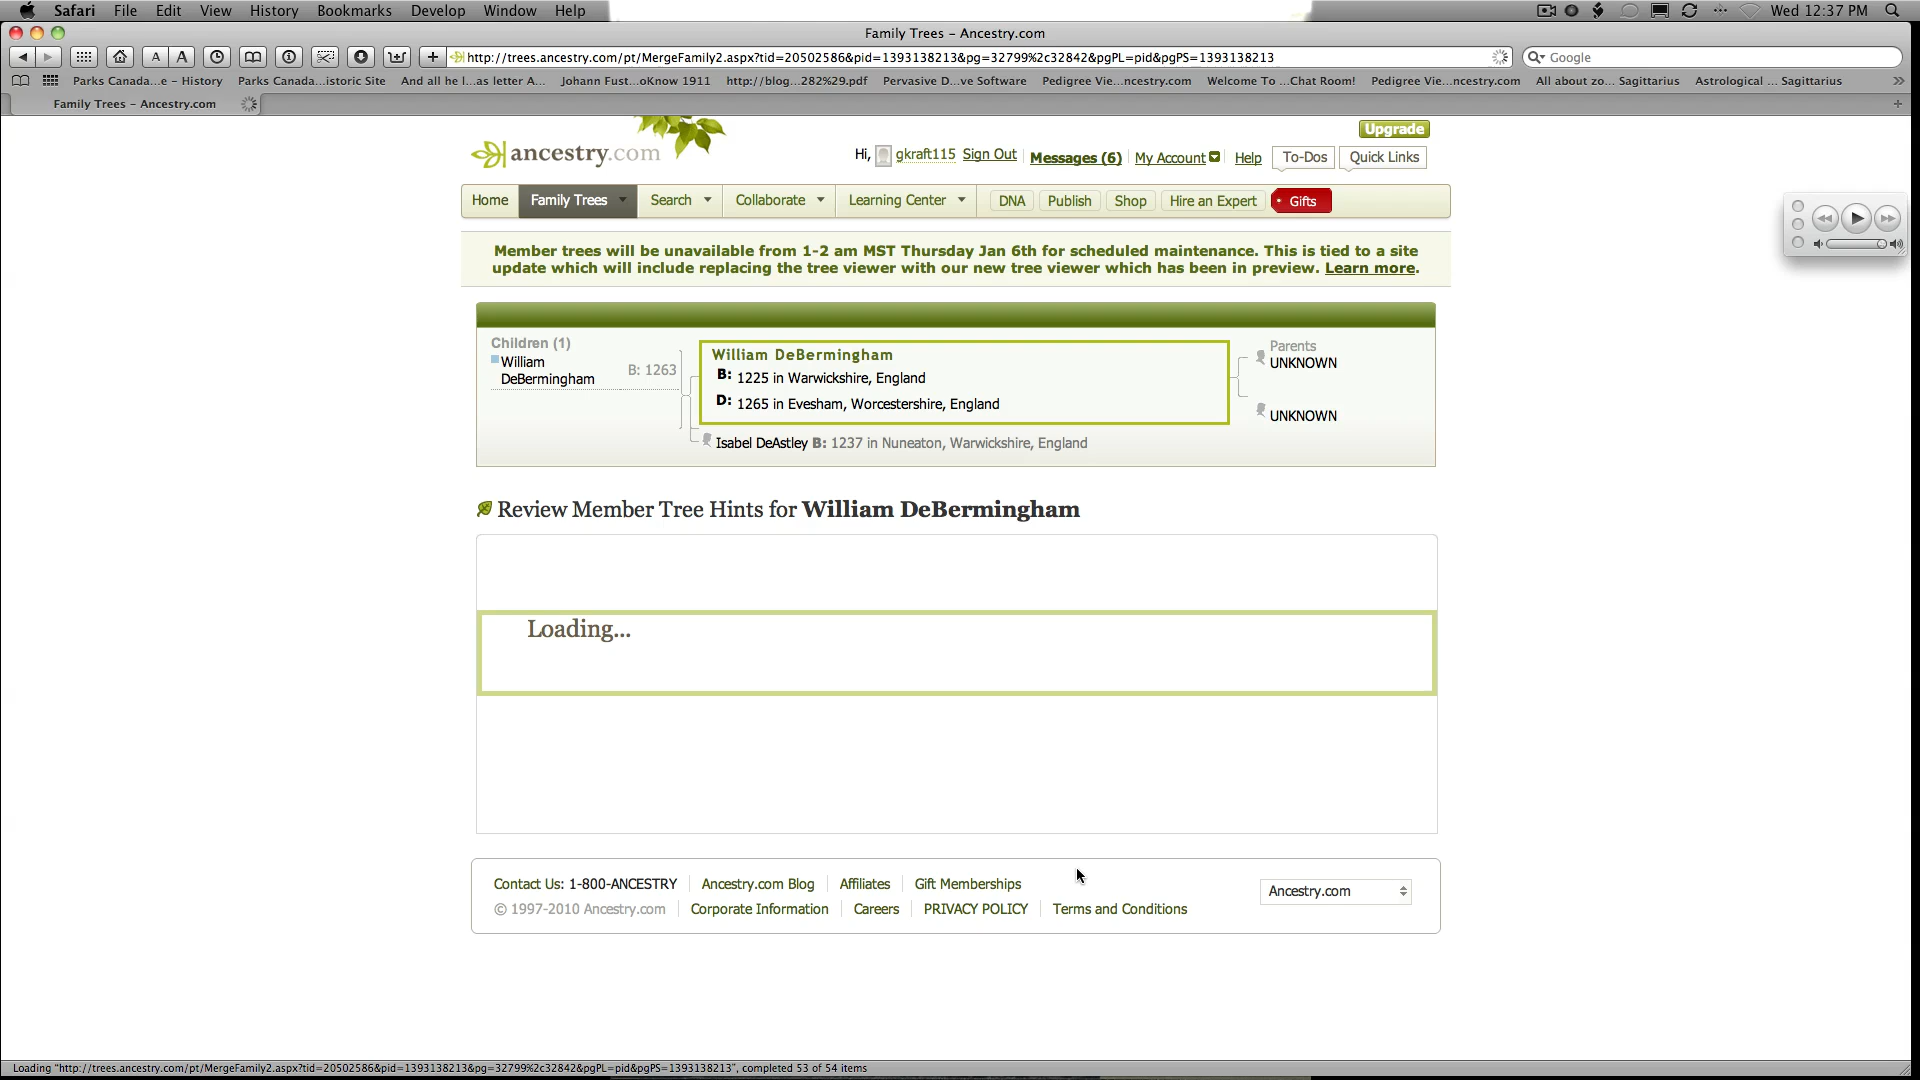 Safari File Edit View History Bookmarks Develop Window Help Wed 12:37 PM
Family Trees – Ancestry.com
A A http://trees.ancestry.com/pt/MergeFamily2.aspx?tid=20502586&pid=1393138213&pg=32799%2c32842&pgPL=pid&pgPS=1393138213 Google
Parks Canada...e – History Parks Canada...istoric Site And all he l...as letter A... Johann Fust...oKnow 1911 http://blog...282%29.pdf Pervasive D...ve Software Pedigree Vie...ncestry.com Welcome To ...Chat Room! Pedigree Vie...ncestry.com All about zo... Sagittarius Astrological ... Sagittarius
Family Trees – Ancestry.com
Upgrade
ancestry.com Hi, gkraft115 Sign Out Messages (6) My Account Help To-Dos Quick Links
Home Family Trees Search Collaborate Learning Center DNA Publish Shop Hire an Expert Gifts
Member trees will be unavailable from 1-2 am MST Thursday Jan 6th for scheduled maintenance. This is tied to a site
update which will include replacing the tree viewer with our new tree viewer which has been in preview. Learn more.
Children (1)
William
DeBermingham
B: 1263
William DeBermingham
B: 1225 in Warwickshire, England
D: 1265 in Evesham, Worcestershire, England
Isabel DeAstley B: 1237 in Nuneaton, Warwickshire, England
Parents
UNKNOWN
UNKNOWN
Review Member Tree Hints for William DeBermingham
Loading...
Contact Us: 1-800-ANCESTRY Ancestry.com Blog Affiliates Gift Memberships
© 1997-2010 Ancestry.com Corporate Information Careers PRIVACY POLICY Terms and Conditions
Ancestry.com
Loading "http://trees.ancestry.com/pt/MergeFamily2.aspx?tid=20502586&pid=1393138213&pg=32799%2c32842&pgPL=pid&pgPS=1393138213", completed 53 of 54 items